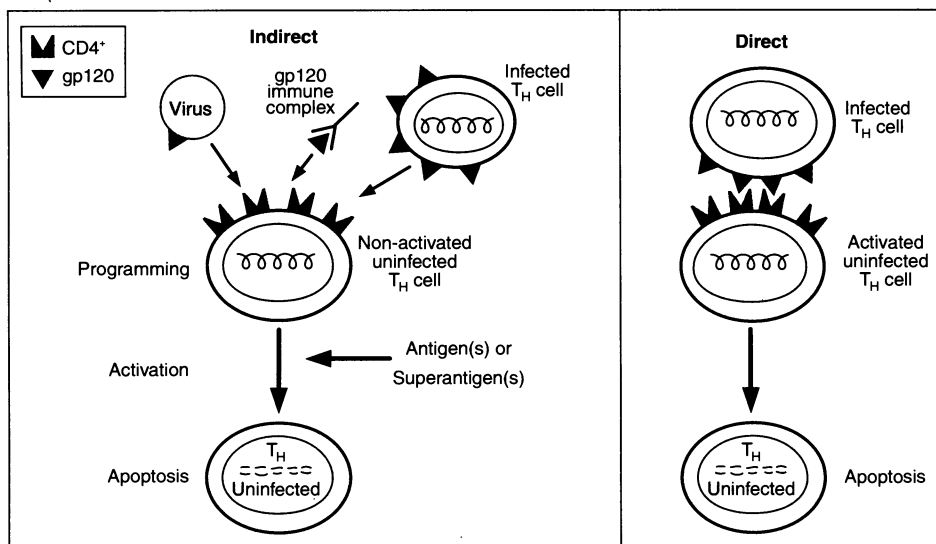 CD4⁺
gp120
Indirect
Virus
gp120
immune
complex
Infected
T_H cell
Programming
Non-activated
uninfected
T_H cell
Activation
Antigen(s) or
Superantigen(s)
Apoptosis
T_H
Uninfected
Direct
Infected
T_H cell
Activated
uninfected
T_H cell
T_H
Uninfected
Apoptosis